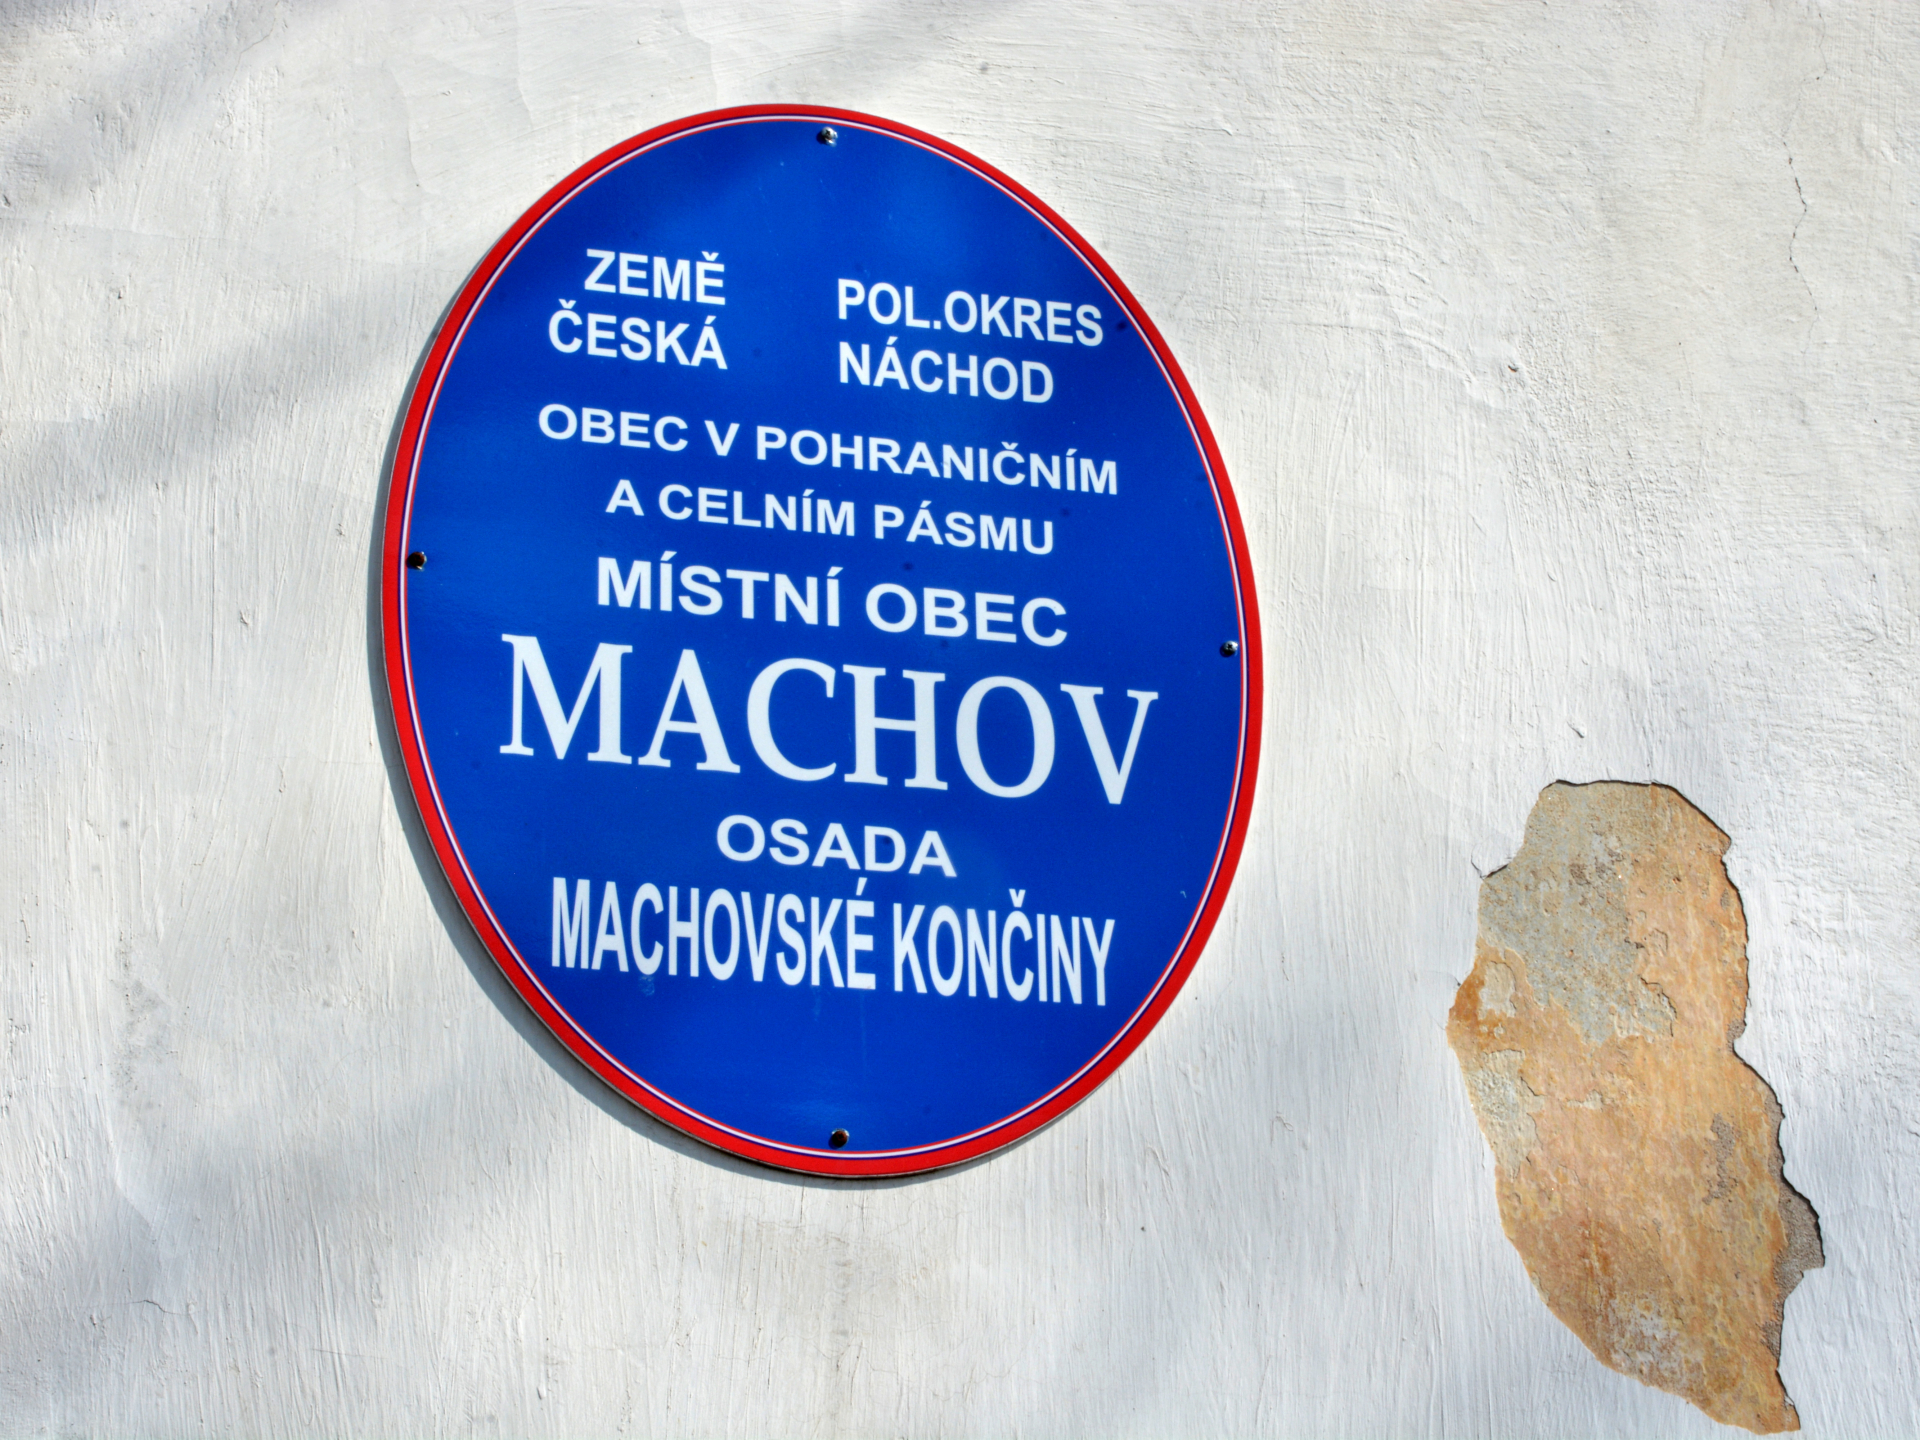 ZEMĚ
ČESKÁ
POL.OKRES
NÁCHOD
OBEC V POHRANIČNÍM
A CELNÍM PÁSMU
MÍSTNÍ OBEC
MACHOV
OSADA
MACHOVSKÉ KONČINY